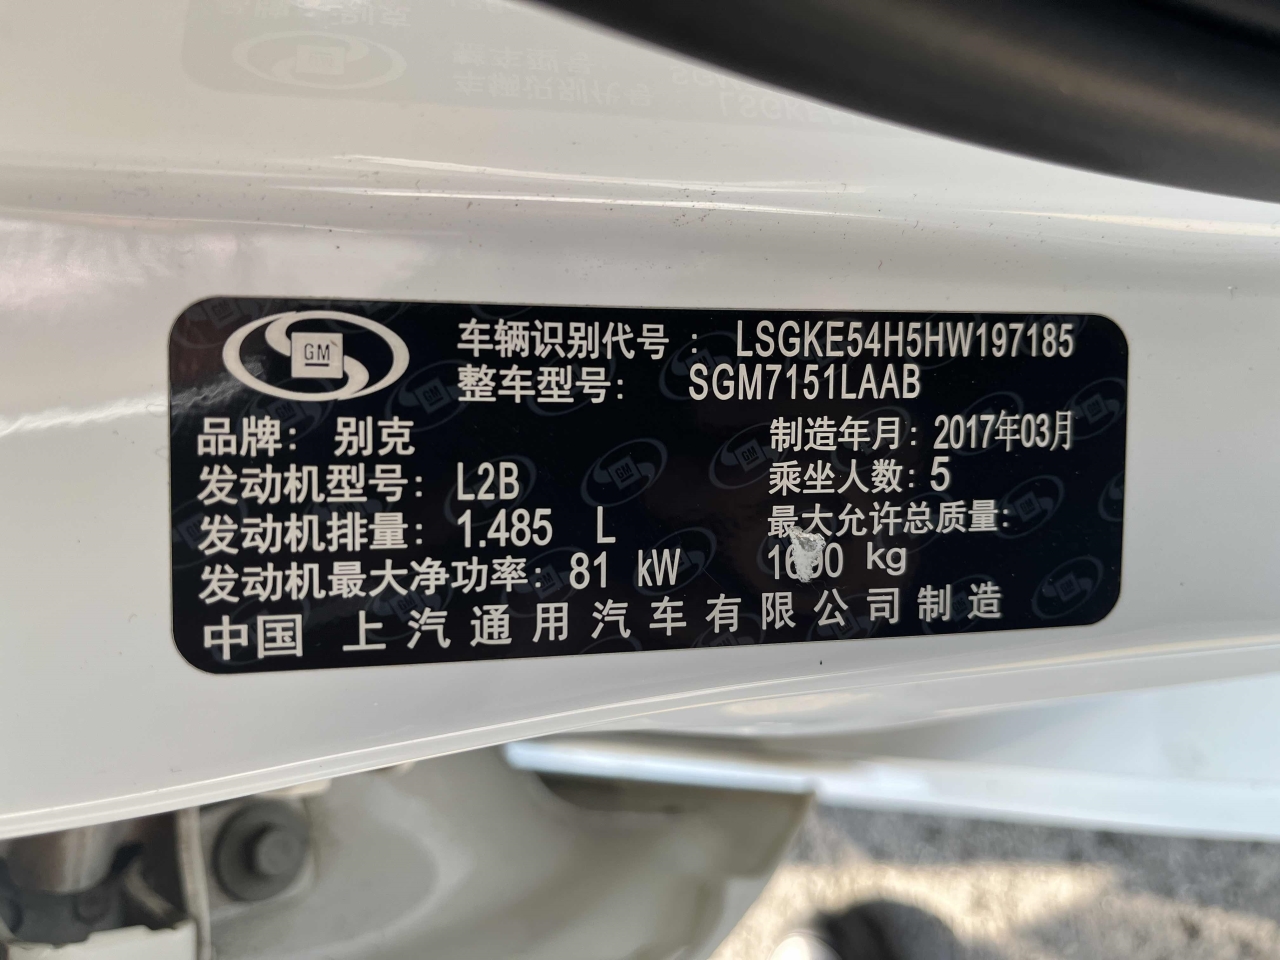 GM
车辆识别代号：LSGKE54H5HW197185
整车型号：SGM7151LAAB
品牌：别克
制造年月：2017年03月
发动机型号：L2B
乘坐人数：5
发动机排量：1.485 L
最大允许总质量：
发动机最大净功率：81 kW
kg
中国 上汽通用汽车有限公司制造